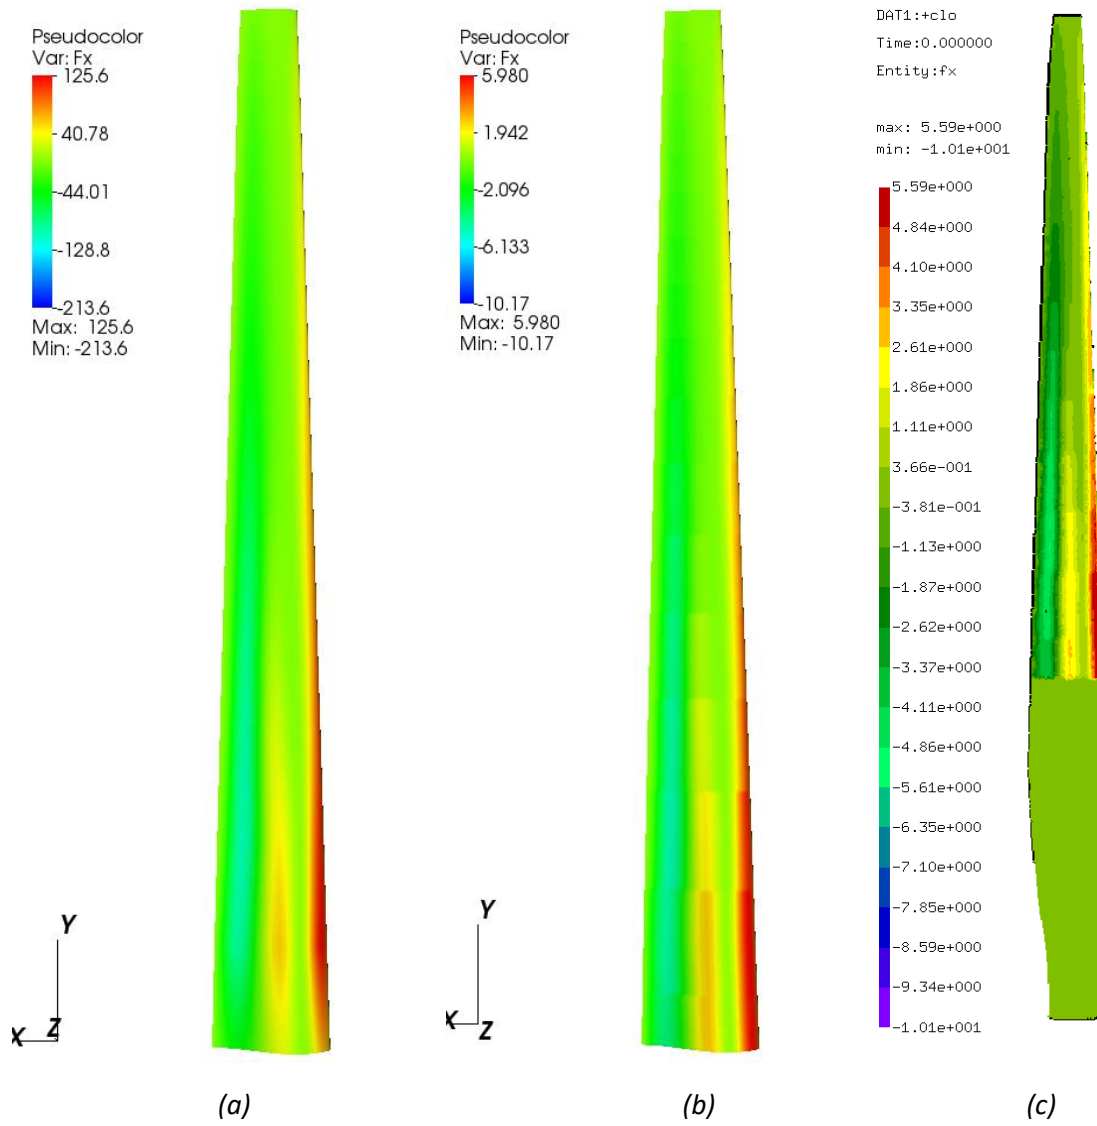 Pseudocolor
Var: Fx
125.6
40.78
-44.01
-128.8
-213.6
Max: 125.6
Min: -213.6
Y
Z
X
(a)
Pseudocolor
Var: Fx
5.980
1.942
-2.096
-6.133
-10.17
Max: 5.980
Min: -10.17
Y
X
Z
(b)
DAT1:+clo
Time:0.000000
Entity:fx
max: 5.59e+000
min: -1.01e+001
5.59e+000
4.84e+000
4.10e+000
3.35e+000
2.61e+000
1.86e+000
1.11e+000
3.66e-001
-3.81e-001
-1.13e+000
-1.87e+000
-2.62e+000
-3.37e+000
-4.11e+000
-4.86e+000
-5.61e+000
-6.35e+000
-7.10e+000
-7.85e+000
-8.59e+000
-9.34e+000
-1.01e+001
(c)